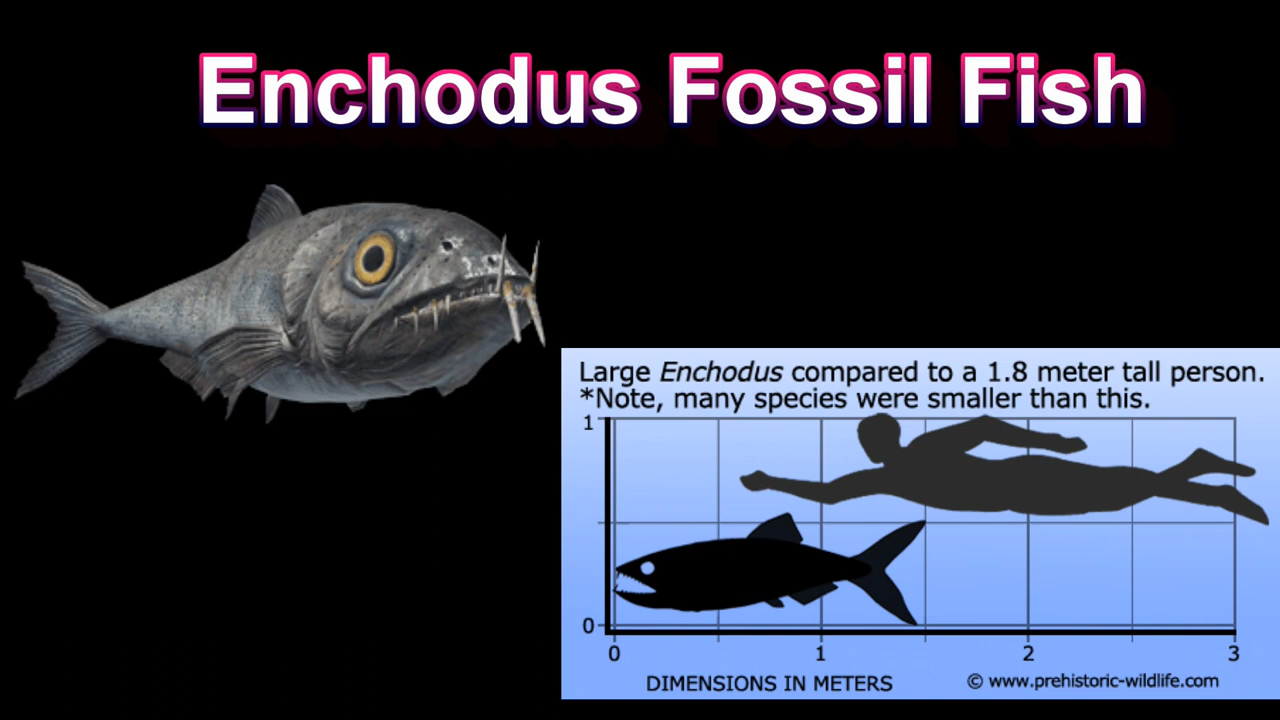 Enchodus Fossil Fish
Large Enchodus compared to a 1.8 meter tall person.
*Note, many species were smaller than this.
1
0
0 1 2 3
DIMENSIONS IN METERS © www.prehistoric-wildlife.com